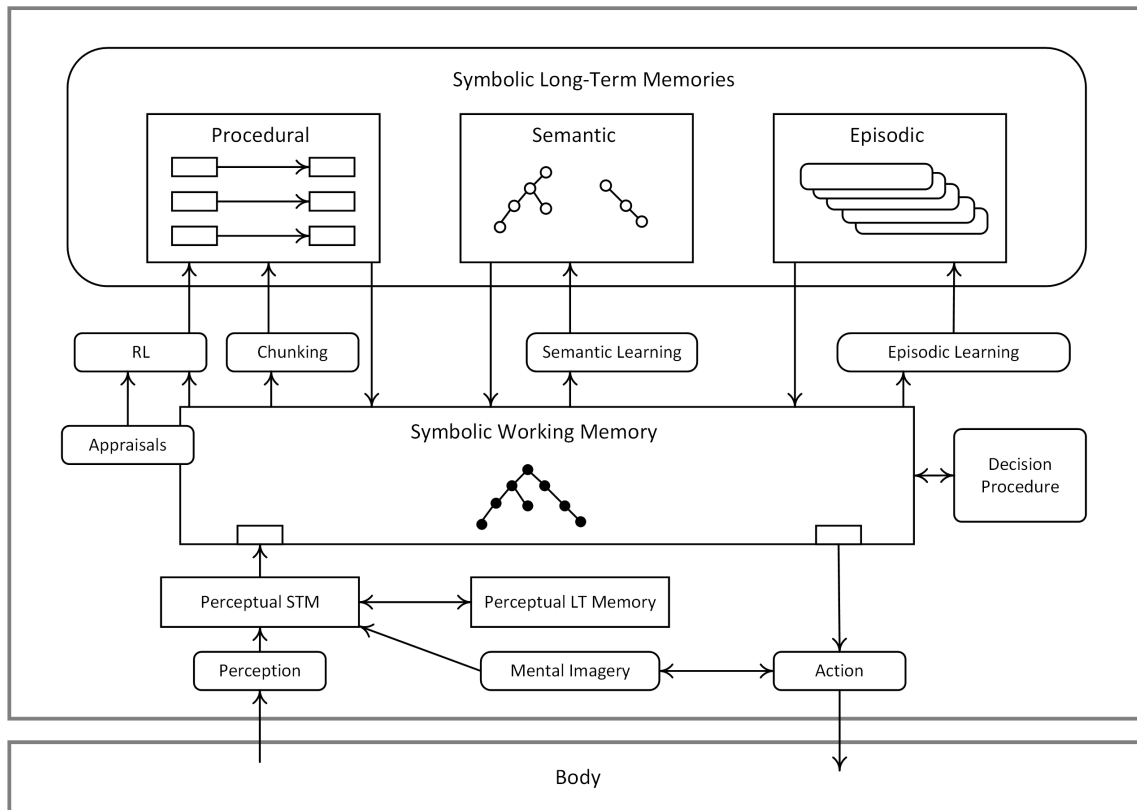 Symbolic Long-Term Memories
Procedural
Semantic
Episodic
RL
Chunking
Semantic Learning
Episodic Learning
Appraisals
Symbolic Working Memory
Decision
Procedure
Perceptual STM
Perceptual LT Memory
Perception
Mental Imagery
Action
Body